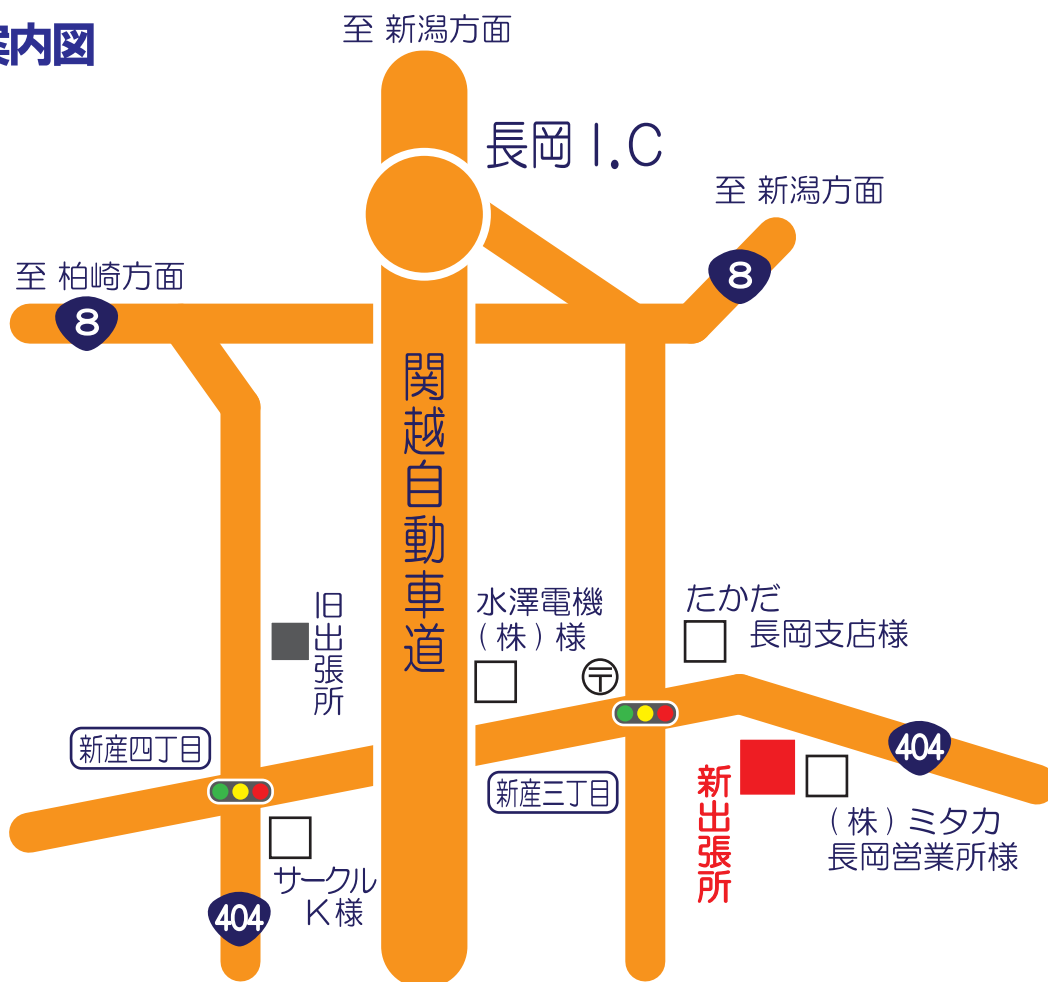 案内図
至 新潟方面
長岡 I.C
至 新潟方面
8
至 柏崎方面
8
関越自動車道
旧出張所
水澤電機
(株)様
〒
たかだ
長岡支店様
新産四丁目
新産三丁目
404
新出張所
(株)ミタカ
長岡営業所様
サークル
K様
404